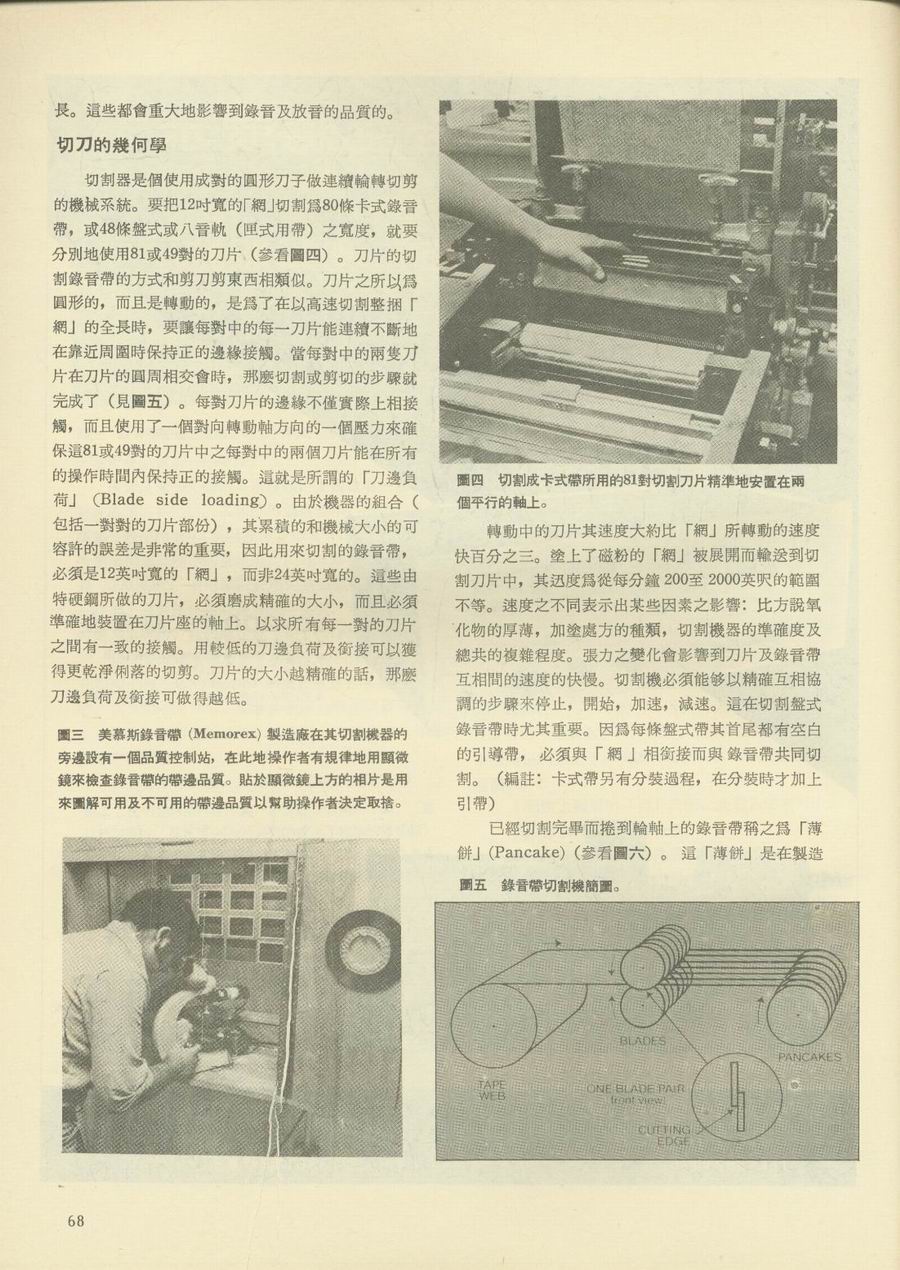 長。這些都會重大地影響到錄音及放音的品質的。
切刀的幾何學
切割器是個使用成對的圓形刀子做連續輪轉切剪
的機械系統。要把12吋寬的「網」切割爲80條卡式錄音
帶，或48條盤式或八音軌（匣式用帶）之寬度，就要
分別地使用81或49對的刀片（參看圖四）。刀片的切
割錄音帶的方式和剪刀剪東西相類似。刀片之所以爲
圓形的，而且是轉動的，是爲了在以高速切割整捆「
網」的全長時，要讓每對中的每一刀片能連續不斷地
在靠近周圍時保持正的邊緣接觸。當每對中的兩隻刀
片在刀片的圓周相交會時，那麽切割或剪切的步驟就
完成了（見圖五）。每對刀片的邊緣不僅實際上相接
觸，而且使用了一個對向轉動軸方向的一個壓力來確
保這81或49對的刀片中之每對中的兩個刀片能在所有
的操作時間內保持正的接觸。這就是所謂的「刀邊負
荷」（Blade side loading）。由於機器的組合（
包括一對對的刀片部份），其累積的和機械大小的可
容許的誤差是非常的重要，因此用來切割的錄音帶，
必須是12英吋寬的「網」，而非24英吋寬的。這些由
特硬鋼所做的刀片，必須磨成精確的大小，而且必須
準確地裝置在刀片座的軸上。以求所有每一對的刀片
之間有一致的接觸。用較低的刀邊負荷及銜接可以獲
得更乾淨俐落的切剪。刀片的大小越精確的話，那麽
刀邊負荷及銜接可做得越低。
圖三　美慕斯錄音帶（Memorex）製造廠在其切割機器的
旁邊設有一個品質控制站，在此地操作者有規律地用顯微
鏡來檢查錄音帶的帶邊品質。貼於顯微鏡上方的相片是用
來圖解可用及不可用的帶邊品質以幫助操作者決定取捨。
圖四　切割成卡式帶所用的81對切割刀片精準地安置在兩
個平行的軸上。
轉動中的刀片其速度大約比「網」所轉動的速度
快百分之三。塗上了磁粉的「網」被展開而輸送到切
割刀片中，其速度爲從每分鐘 200至 2000英呎的範圍
不等。速度之不同表示出某些因素之影響：比方說氧
化物的厚薄，加塗處方的種類，切割機器的準確度及
總共的複雜程度。張力之變化會影響到刀片及錄音帶
互相間的速度的快慢。切割機必須能够以精確互相協
調的步驟來停止，開始，加速，減速。這在切割盤式
錄音帶時尤其重要。因爲每條盤式帶其首尾都有空白
的引導帶，必須與「網」相銜接而與錄音帶共同切
割。（編註：卡式帶另有分裝過程，在分裝時才加上
引帶）
已經切割完畢而捲到輪軸上的錄音帶稱之爲「薄
餅」（Pancake）（參看圖六）。這「薄餅」是在製造
圖五　錄音帶切割機簡圖。
BLADES
PANCAKES
TAPE
WEB
ONE BLADE PAIR
(front view)
CUTTING
EDGE
68